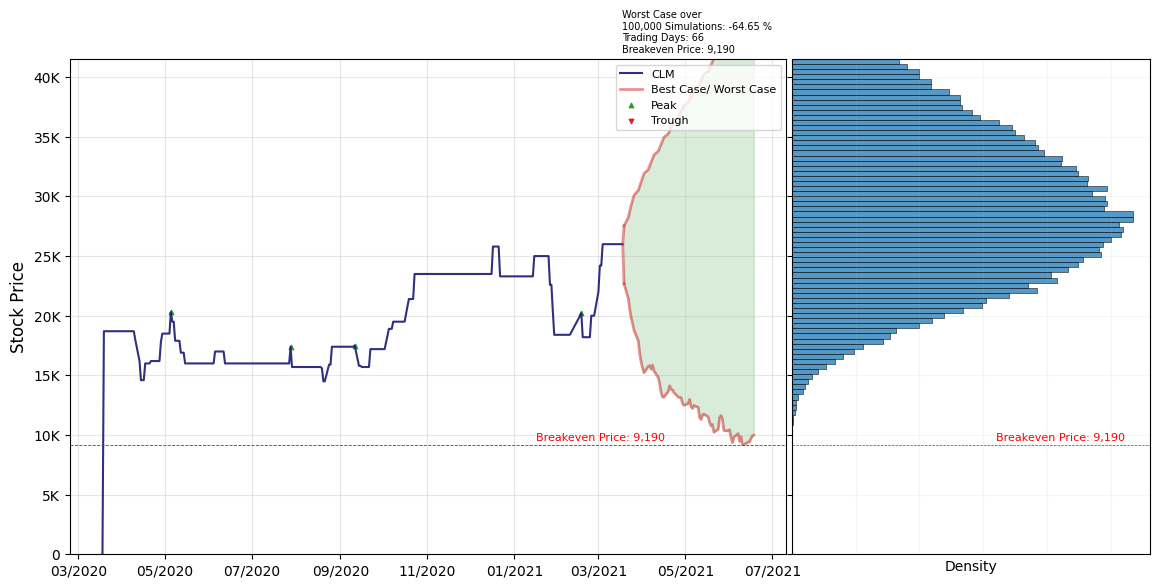 Worst Case over
100,000 Simulations: -64.65 %
Trading Days: 66
Breakeven Price: 9,190
CLM
Best Case/ Worst Case
Peak
Trough
Stock Price
40K
35K
30K
25K
20K
15K
10K
5K
0
Breakeven Price: 9,190
Breakeven Price: 9,190
03/2020
05/2020
07/2020
09/2020
11/2020
01/2021
03/2021
05/2021
07/2021
Density